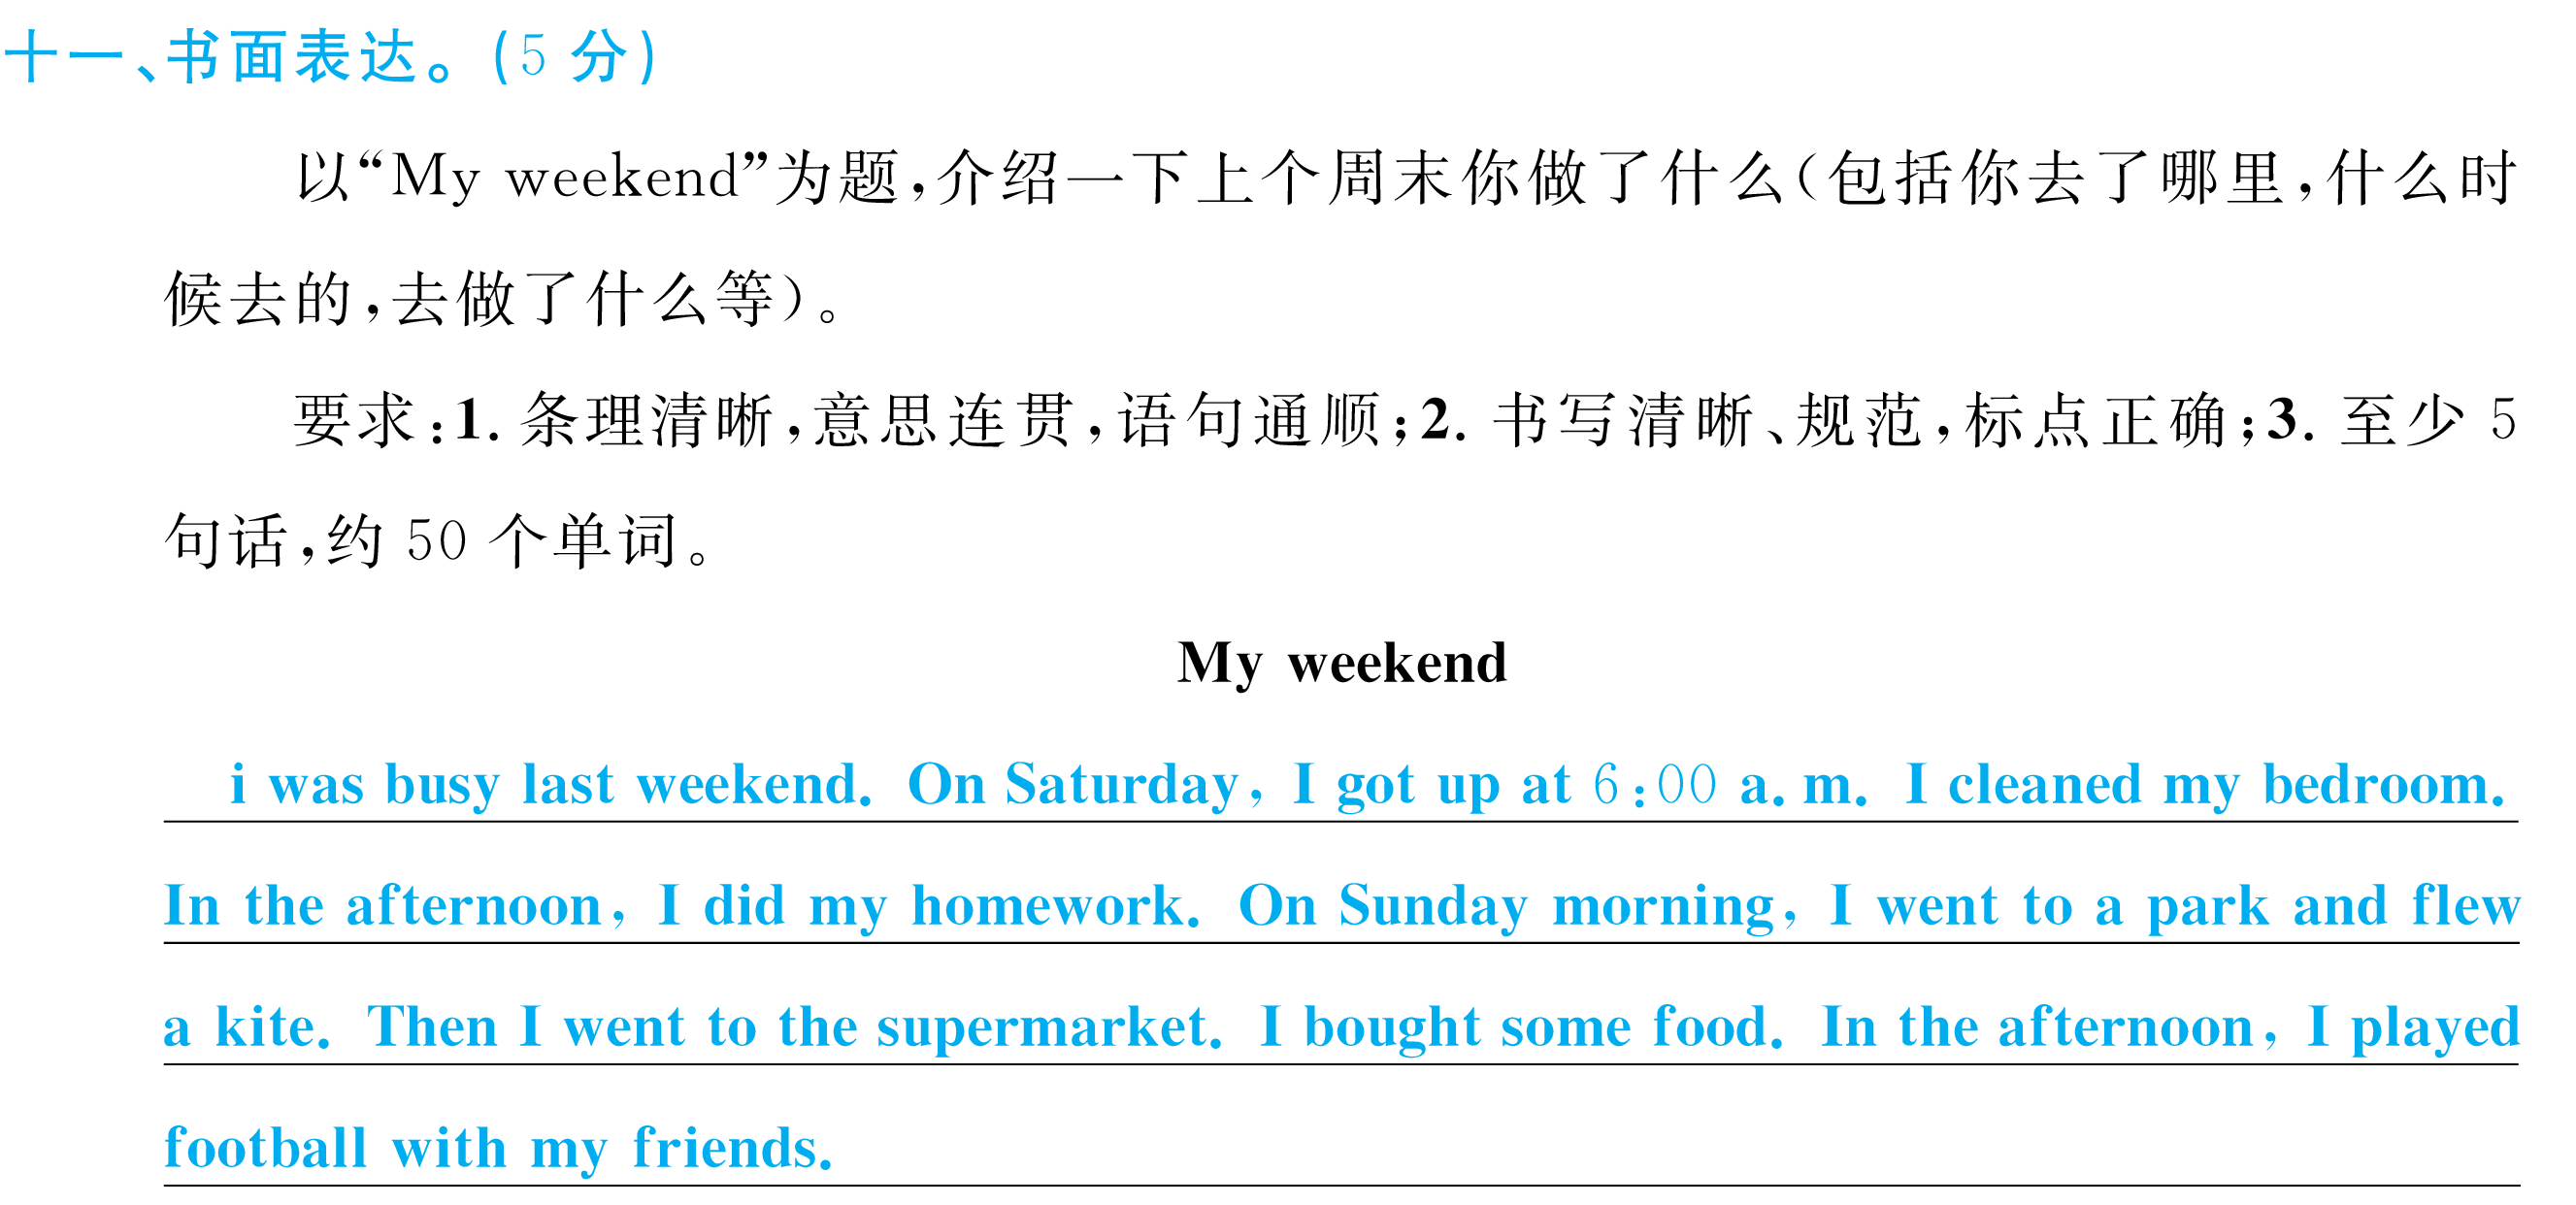 十一、书面表达。(5 分)
以“My weekend”为题,介绍一下上个周末你做了什么(包括你去了哪里,什么时
候去的,去做了什么等)。
要求:1. 条理清晰,意思连贯,语句通顺;2. 书写清晰、规范,标点正确;3. 至少 5
句话,约 50 个单词。
My weekend
i was busy last weekend. On Saturday, I got up at 6:00 a. m. I cleaned my bedroom.
In the afternoon, I did my homework. On Sunday morning, I went to a park and flew
a kite. Then I went to the supermarket. I bought some food. In the afternoon, I played
football with my friends.